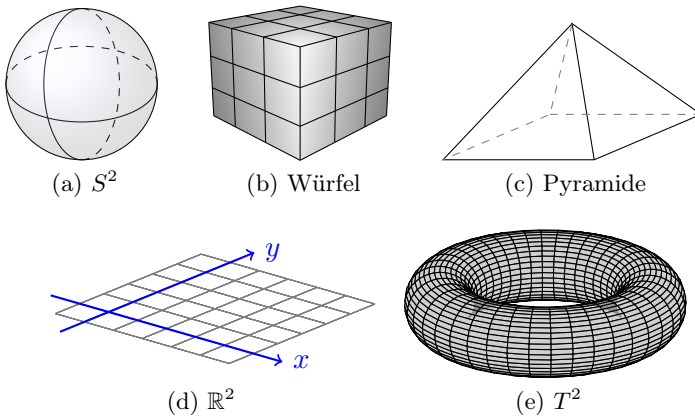 (a) S² (b) Würfel (c) Pyramide
y
x
(d) ℝ² (e) T²